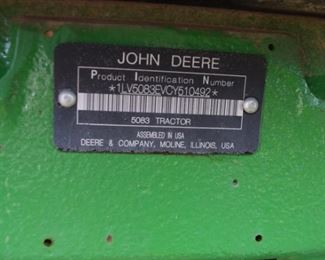 JOHN DEERE
Product Identification Number
*1LV5083EVCY510492*
5083 TRACTOR
ASSEMBLED IN USA
DEERE & COMPANY, MOLINE, ILLINOIS, USA